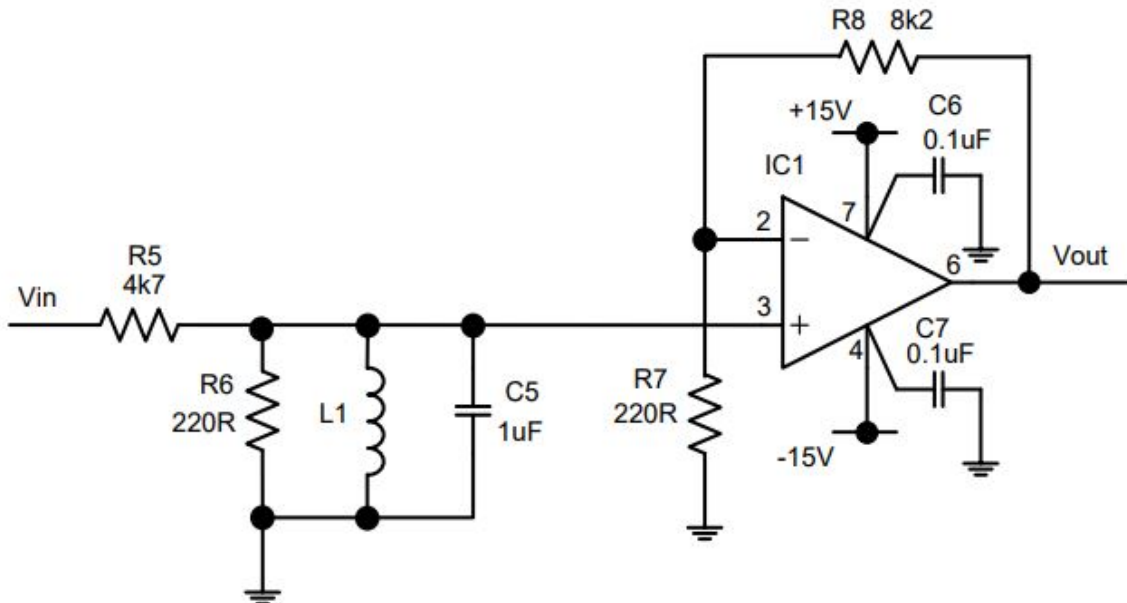 R8 8k2
+15V
C6
0.1uF
IC1
7
2
−
R5
4k7
Vin
6
Vout
3
+
4
C7
0.1uF
R6
220R
L1
C5
1uF
R7
220R
-15V